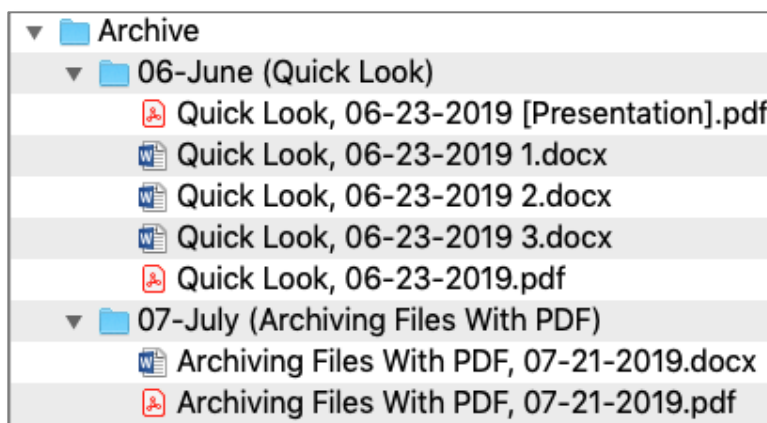 Archive
06-June (Quick Look)
Quick Look, 06-23-2019 [Presentation].pdf
Quick Look, 06-23-2019 1.docx
Quick Look, 06-23-2019 2.docx
Quick Look, 06-23-2019 3.docx
Quick Look, 06-23-2019.pdf
07-July (Archiving Files With PDF)
Archiving Files With PDF, 07-21-2019.docx
Archiving Files With PDF, 07-21-2019.pdf